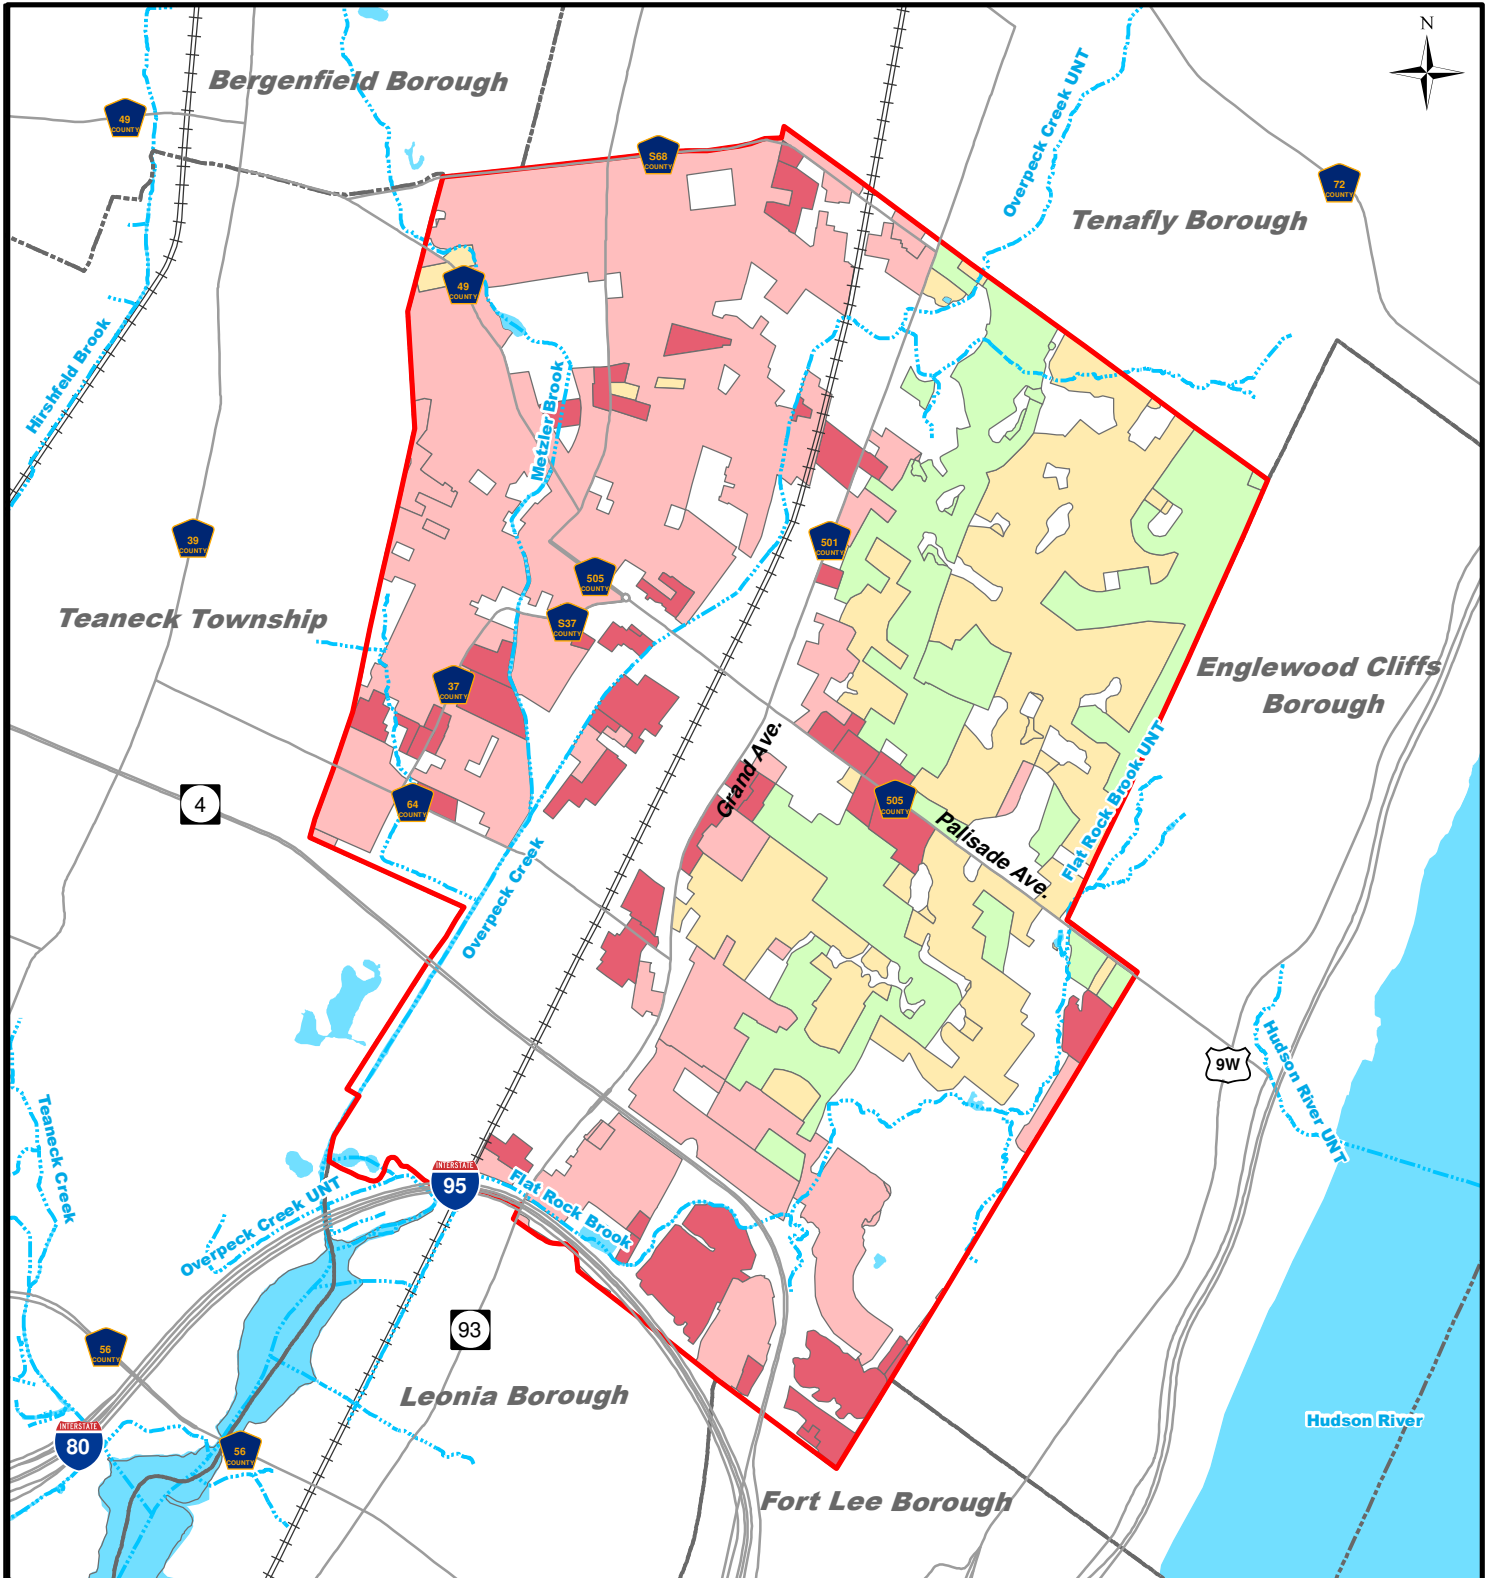 N
Bergenfield Borough
49
COUNTY
S68
COUNTY
Overpeck Creek UNT
72
COUNTY
Tenafly Borough
49
COUNTY
Hirshfeld Brook
Metzler Brook
39
COUNTY
501
COUNTY
505
COUNTY
S37
COUNTY
Teaneck Township
37
COUNTY
Englewood Cliffs
Borough
Grand Ave.
4
64
COUNTY
505
COUNTY
Palisade Ave.
Flat Rock Brook UNT
Overpeck Creek
9W
Hudson River UNT
Teaneck Creek
INTERSTATE
95
Overpeck Creek UNT
Flat Rock Brook
93
56
COUNTY
Leonia Borough
INTERSTATE
80
56
COUNTY
Hudson River
Fort Lee Borough